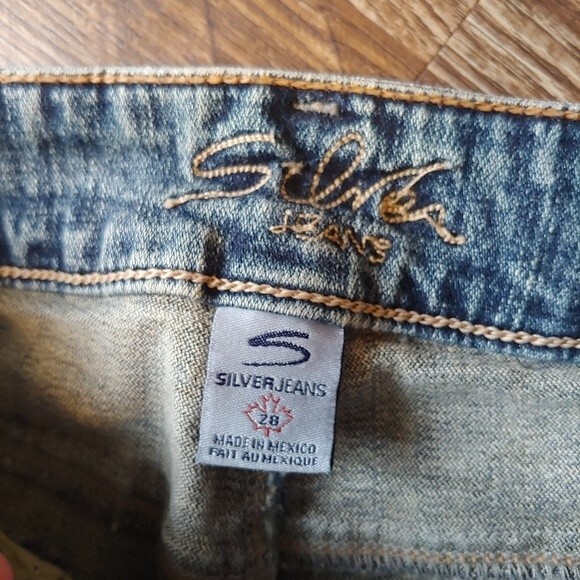 Silver
JEANS
S
SILVERJEANS
28
MADE IN MEXICO
FAIT AU MEXIQUE